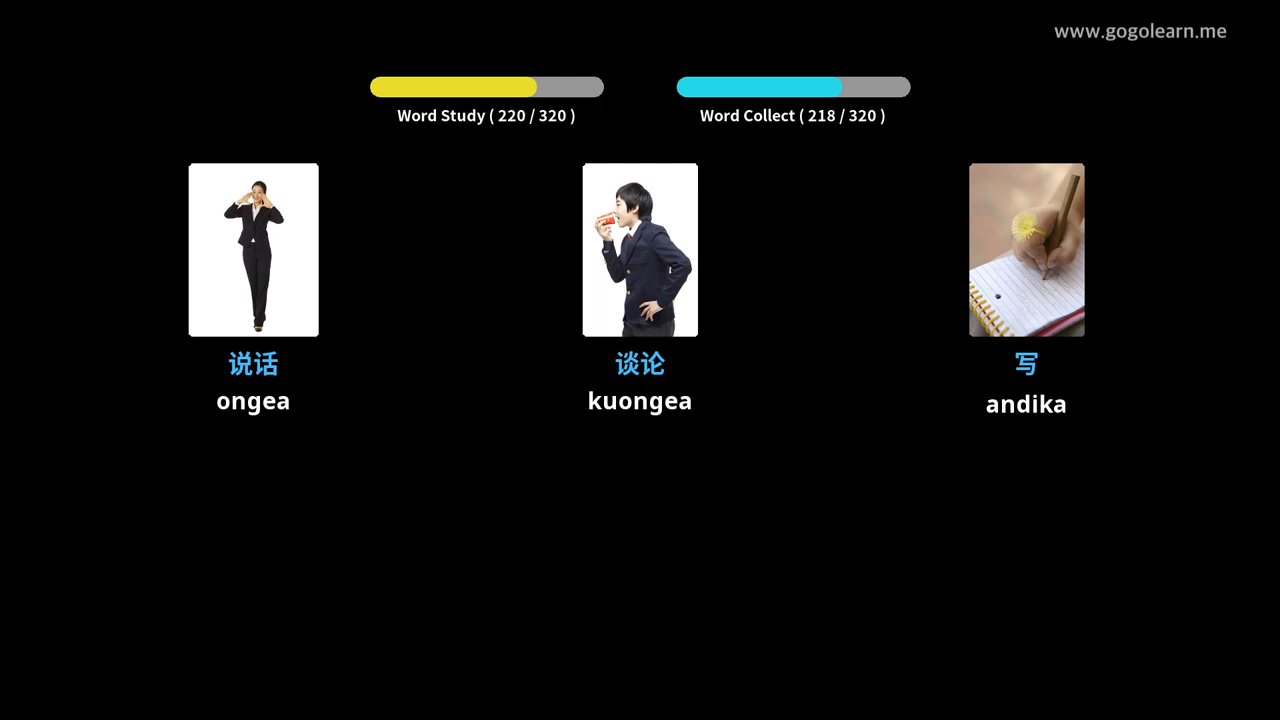 www.gogolearn.me
Word Study ( 220 / 320 )
Word Collect ( 218 / 320 )
说话
谈论
写
ongea
kuongea
andika